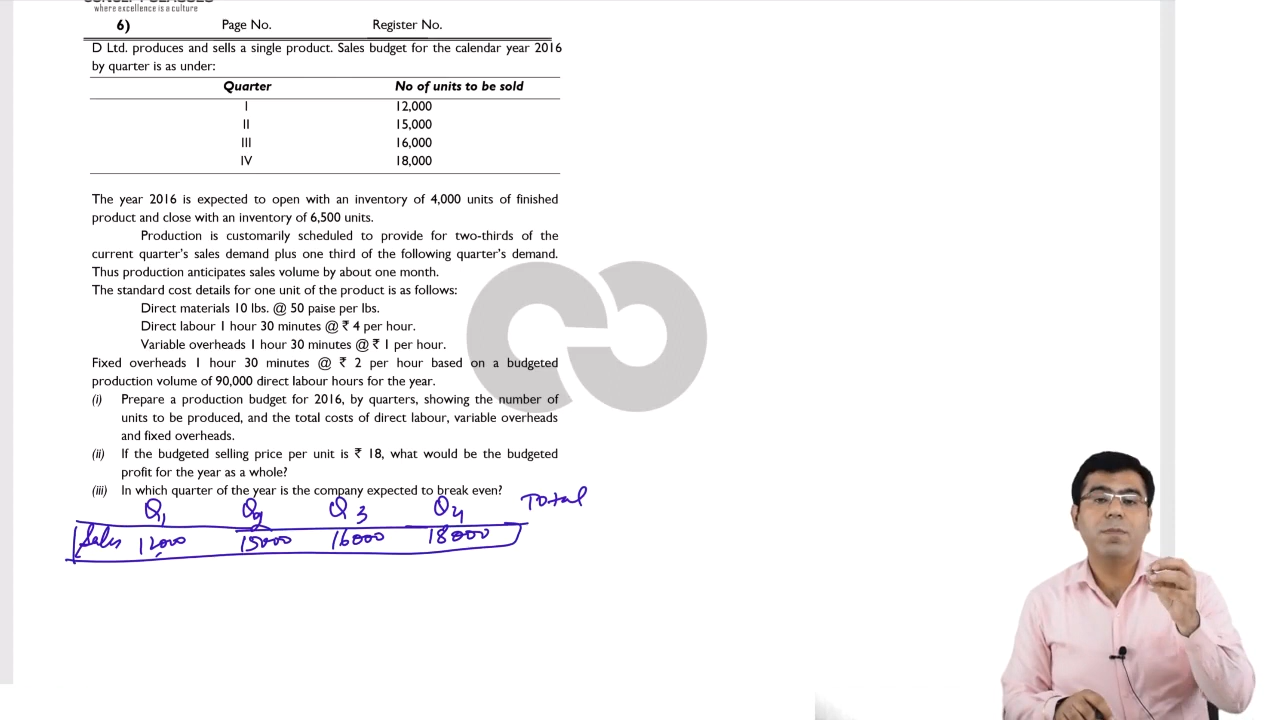 where excellence is a culture
6) Page No. Register No.
D Ltd. produces and sells a single product. Sales budget for the calendar year 2016
by quarter is as under:
Quarter No of units to be sold
I 12,000
II 15,000
III 16,000
IV 18,000
The year 2016 is expected to open with an inventory of 4,000 units of finished
product and close with an inventory of 6,500 units.
Production is customarily scheduled to provide for two-thirds of the
current quarter's sales demand plus one third of the following quarter's demand.
Thus production anticipates sales volume by about one month.
The standard cost details for one unit of the product is as follows:
Direct materials 10 lbs. @ 50 paise per lbs.
Direct labour 1 hour 30 minutes @ ₹ 4 per hour.
Variable overheads 1 hour 30 minutes @ ₹ 1 per hour.
Fixed overheads 1 hour 30 minutes @ ₹ 2 per hour based on a budgeted
production volume of 90,000 direct labour hours for the year.
(i) Prepare a production budget for 2016, by quarters, showing the number of
units to be produced, and the total costs of direct labour, variable overheads
and fixed overheads.
(ii) If the budgeted selling price per unit is ₹ 18, what would be the budgeted
profit for the year as a whole?
(iii) In which quarter of the year is the company expected to break even?
Q1 Q2 Q3 Q4 Total
Sales 12000 15000 16000 18000